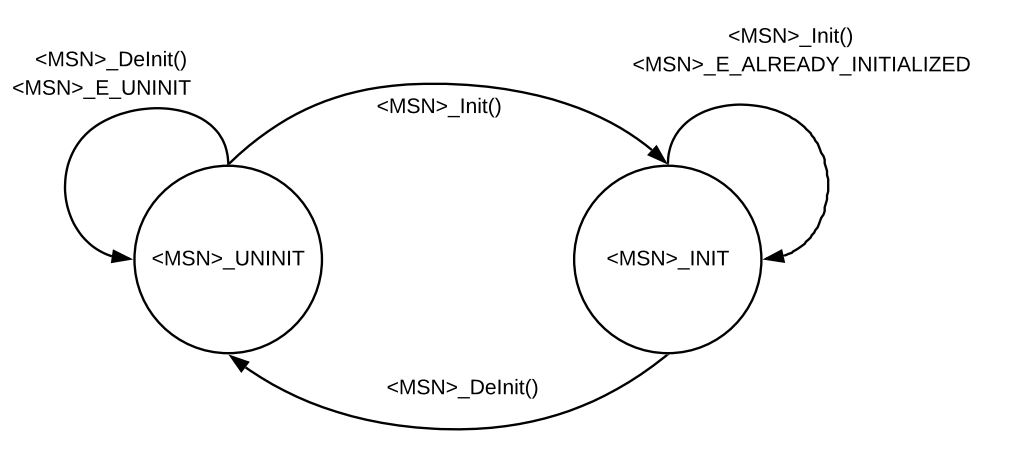 <MSN>_Init()
<MSN>_E_ALREADY_INITIALIZED
<MSN>_DeInit()
<MSN>_E_UNINIT
<MSN>_Init()
<MSN>_UNINIT
<MSN>_INIT
<MSN>_DeInit()